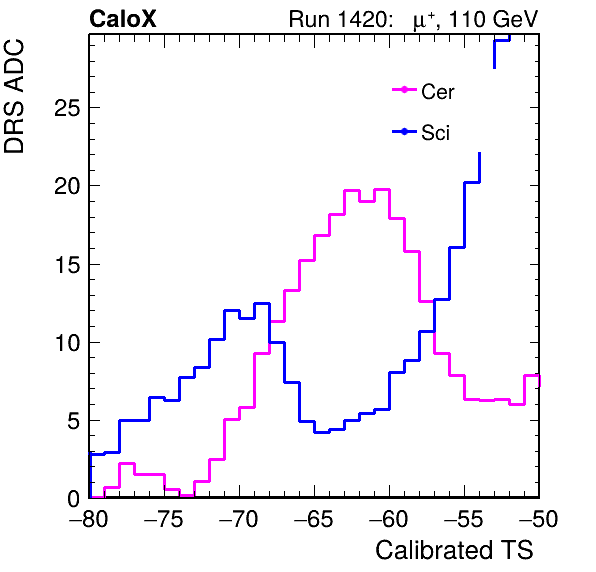 CaloX Run 1420: μ⁺, 110 GeV
DRS ADC
Cer
Sci
25
20
15
10
5
0
−80 −75 −70 −65 −60 −55 −50
Calibrated TS